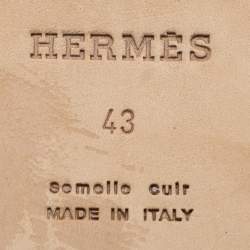 HERMÈS
43
semelle cuir
MADE IN ITALY